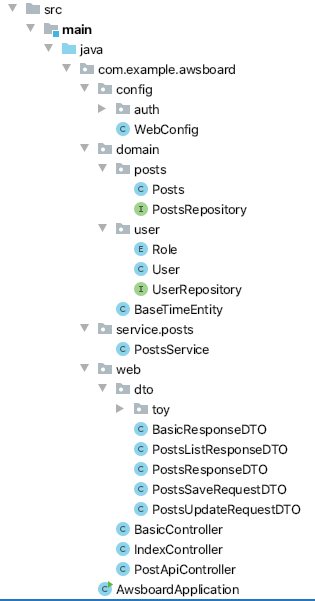 src
main
java
com.example.awsboard
config
auth
C WebConfig
domain
posts
C Posts
I PostsRepository
user
E Role
C User
I UserRepository
C BaseTimeEntity
service.posts
C PostsService
web
dto
toy
C BasicResponseDTO
C PostsListResponseDTO
C PostsResponseDTO
C PostsSaveRequestDTO
C PostsUpdateRequestDTO
C BasicController
C IndexController
C PostApiController
C AwsboardApplication